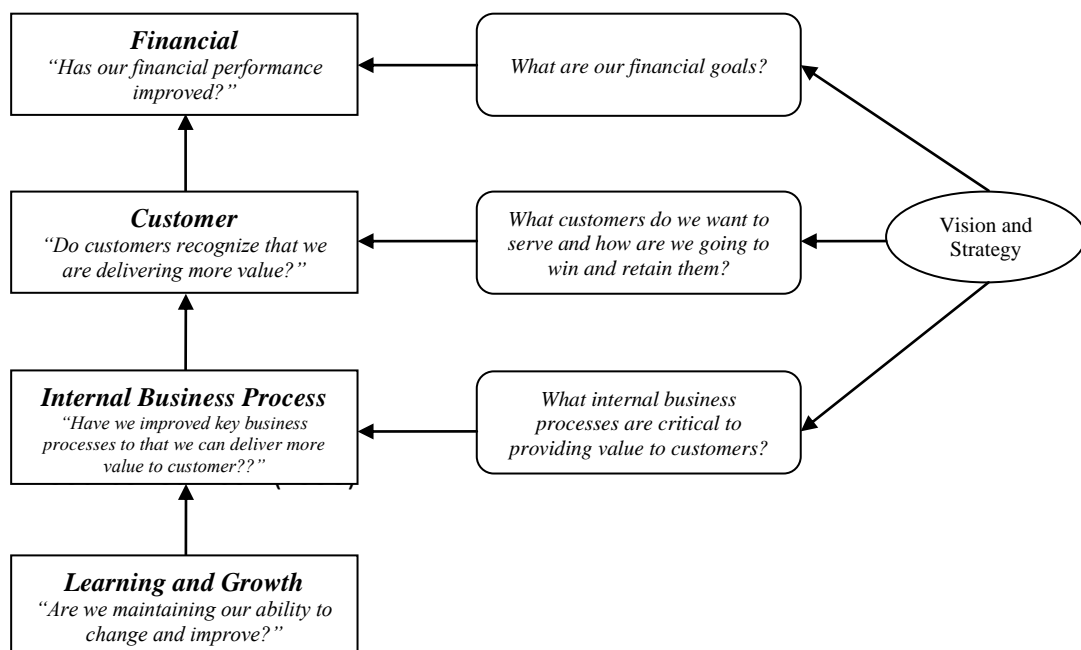 Financial
“Has our financial performance
improved?”
What are our financial goals?
Customer
“Do customers recognize that we
are delivering more value?”
What customers do we want to
serve and how are we going to
win and retain them?
Vision and
Strategy
Internal Business Process
“Have we improved key business
processes to that we can deliver more
value to customer??”
What internal business
processes are critical to
providing value to customers?
Learning and Growth
“Are we maintaining our ability to
change and improve?”